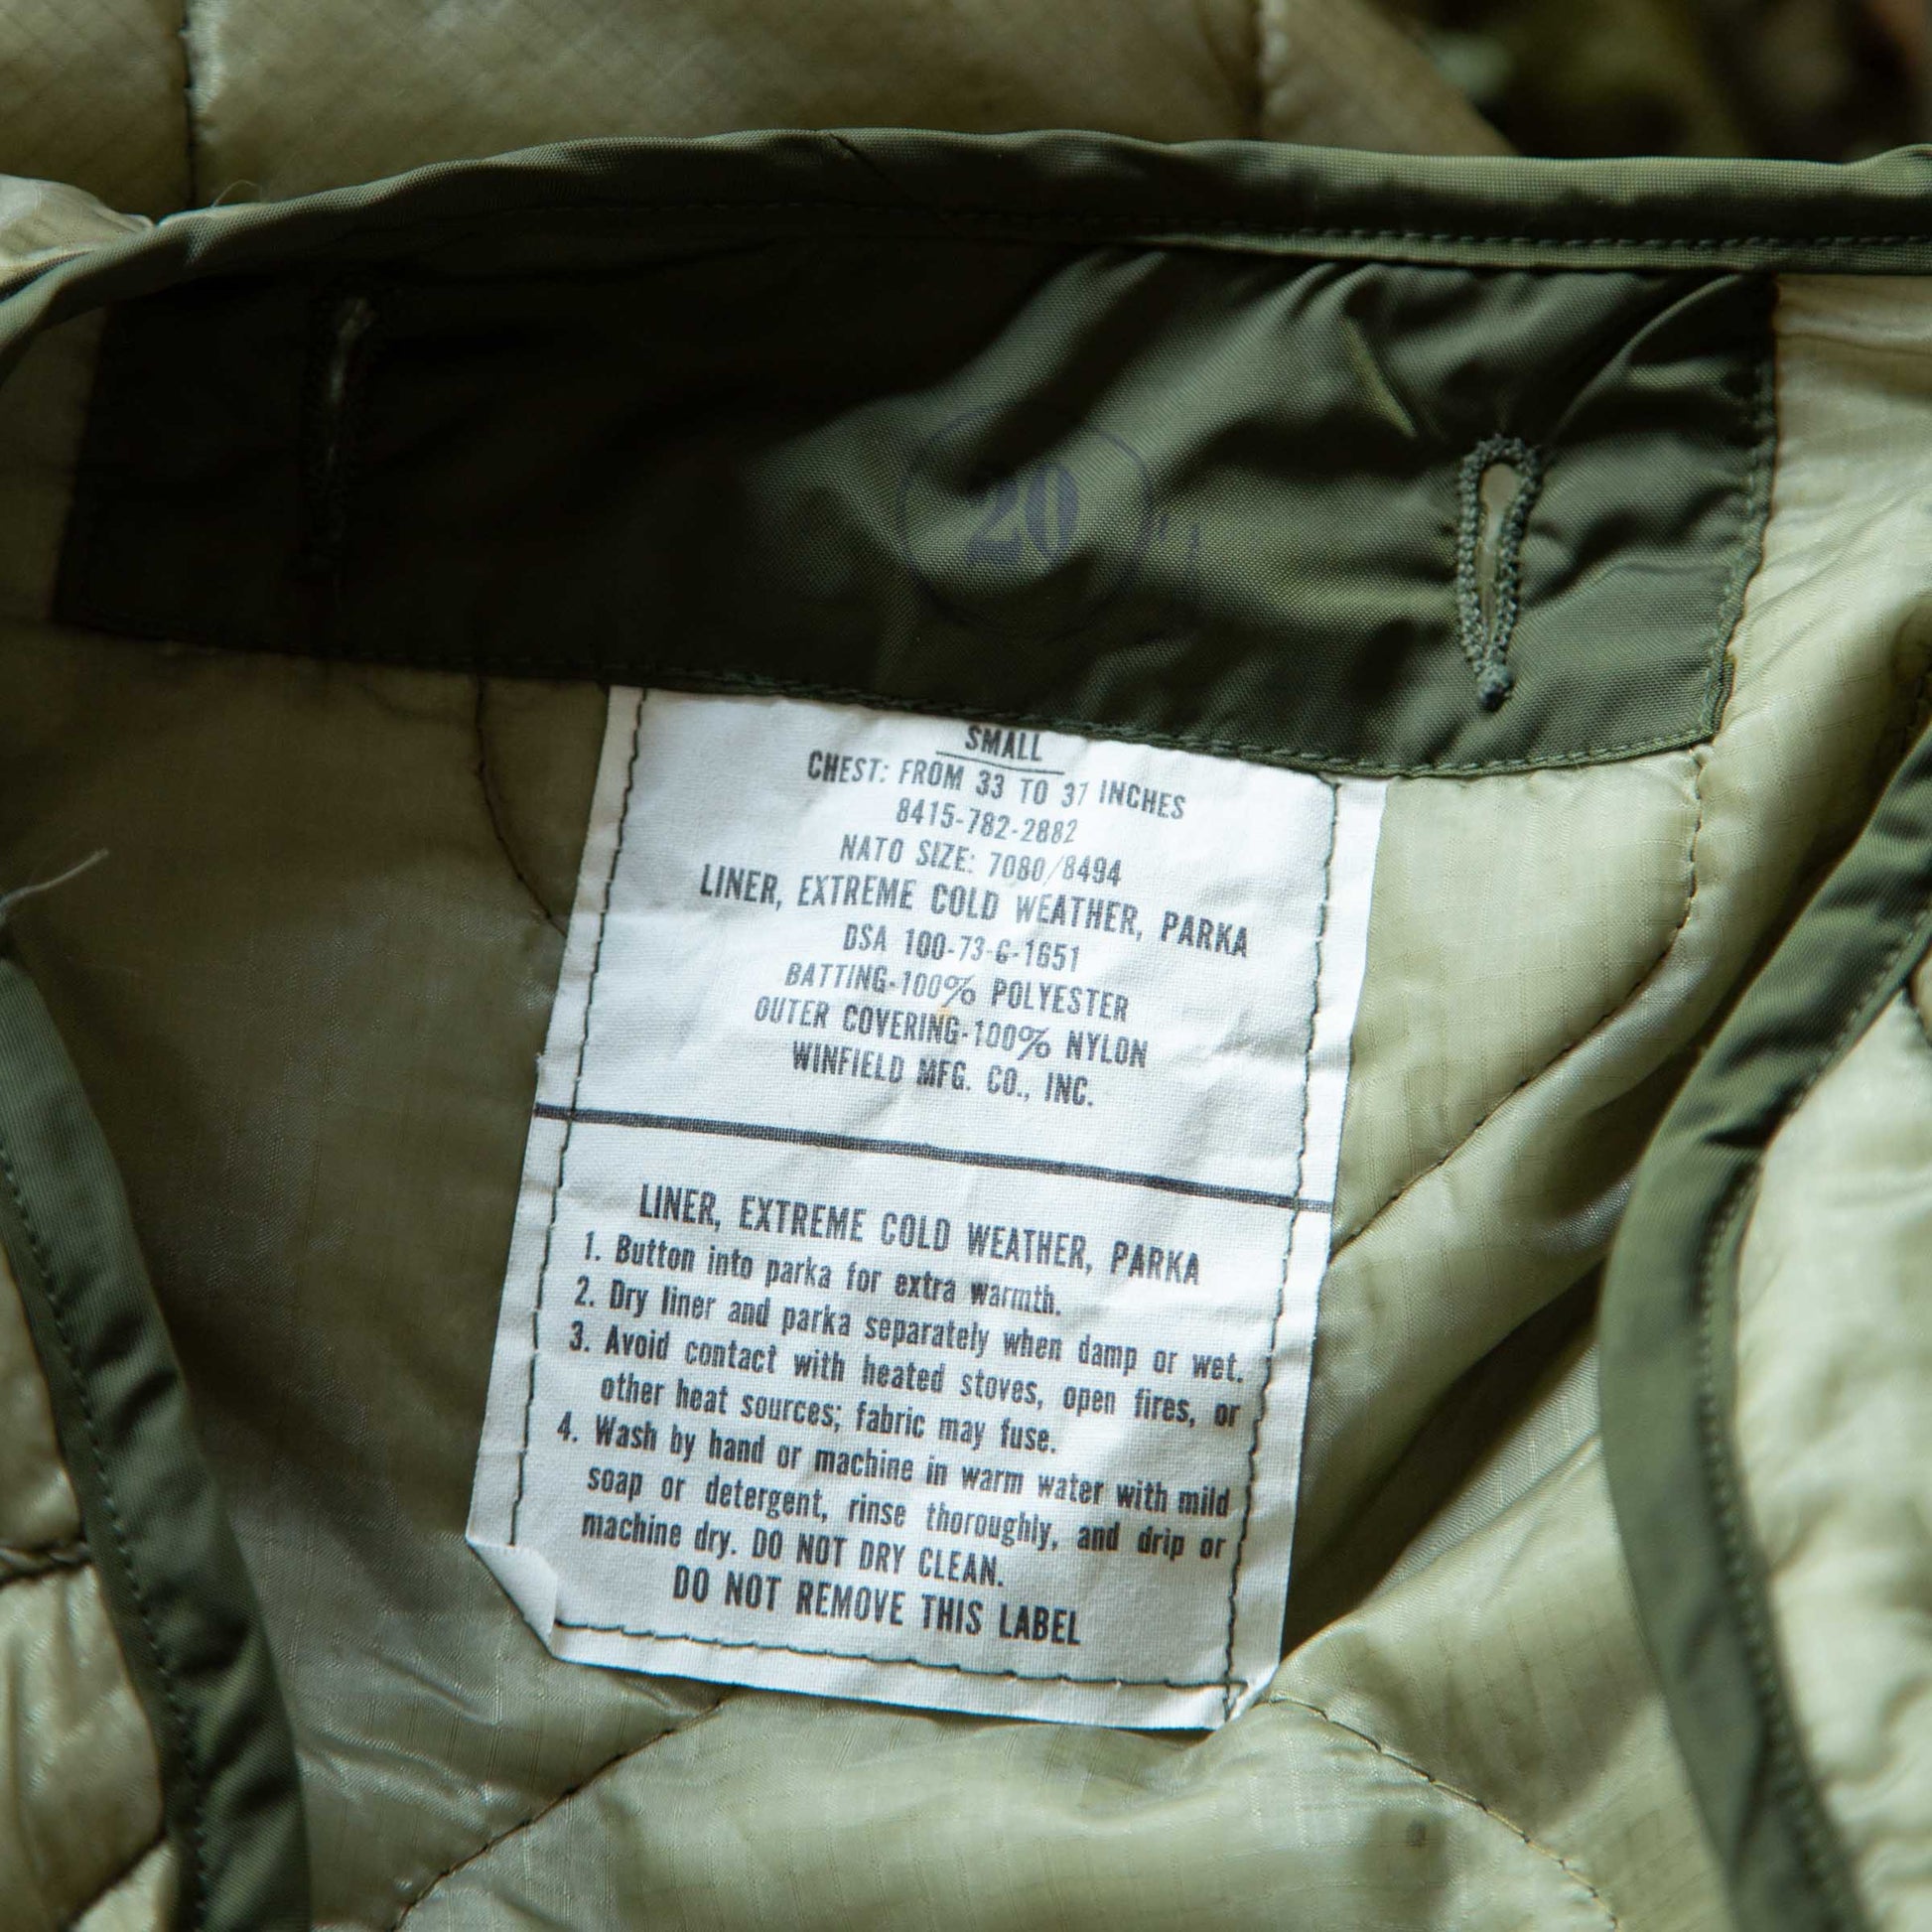 20
SMALL
CHEST: FROM 33 TO 37 INCHES
8415-782-2882
NATO SIZE: 7080/8494
LINER, EXTREME COLD WEATHER, PARKA
DSA 100-73-C-1651
BATTING-100% POLYESTER
OUTER COVERING-100% NYLON
WINFIELD MFG. CO., INC.
LINER, EXTREME COLD WEATHER, PARKA
1. Button into parka for extra warmth.
2. Dry liner and parka separately when damp or wet.
3. Avoid contact with heated stoves, open fires, or
other heat sources; fabric may fuse.
4. Wash by hand or machine in warm water with mild
soap or detergent, rinse thoroughly, and drip or
machine dry. DO NOT DRY CLEAN.
DO NOT REMOVE THIS LABEL